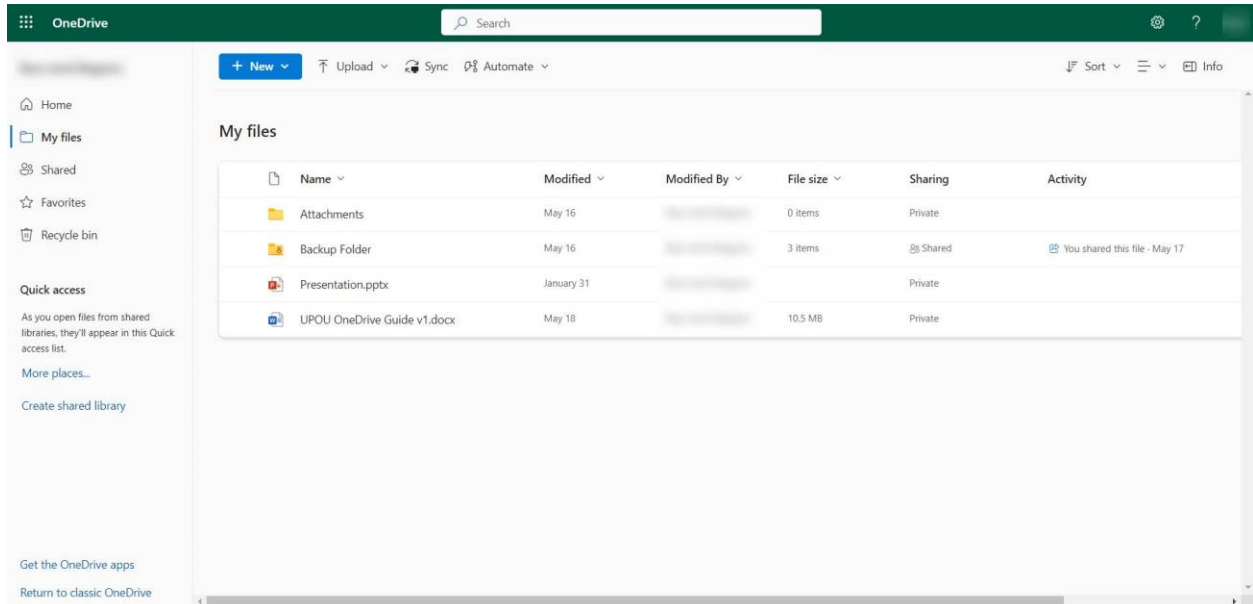 OneDrive
Search
?
+ New
Upload
Sync
Automate
Sort
Info
Home
My files
Shared
Favorites
Recycle bin
Quick access
As you open files from shared
libraries, they'll appear in this Quick
access list.
More places...
Create shared library
Get the OneDrive apps
Return to classic OneDrive
My files
Name Modified Modified By File size Sharing Activity
Attachments May 16 0 items Private
Backup Folder May 16 3 items Shared You shared this file - May 17
Presentation.pptx January 31 Private
UPOU OneDrive Guide v1.docx May 18 10.5 MB Private